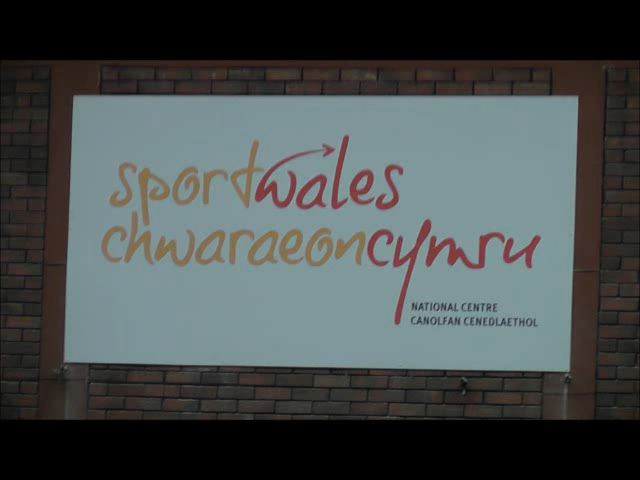 sportwales
chwaraeoncymru
NATIONAL CENTRE
CANOLFAN CENEDLAETHOL